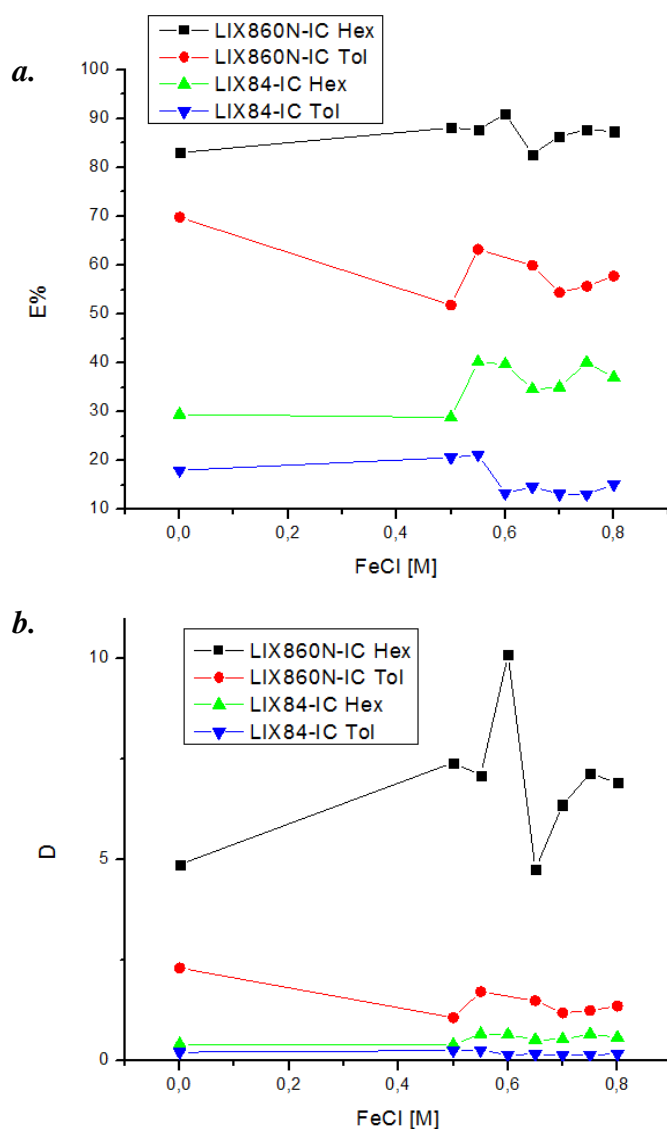 a.
LIX860N-IC Hex
LIX860N-IC Tol
LIX84-IC Hex
LIX84-IC Tol
100
90
80
70
60
50
40
30
20
10
E%
0,0 0,2 0,4 0,6 0,8
FeCl [M]
b.
LIX860N-IC Hex
LIX860N-IC Tol
LIX84-IC Hex
LIX84-IC Tol
10
5
0
D
0,0 0,2 0,4 0,6 0,8
FeCl [M]